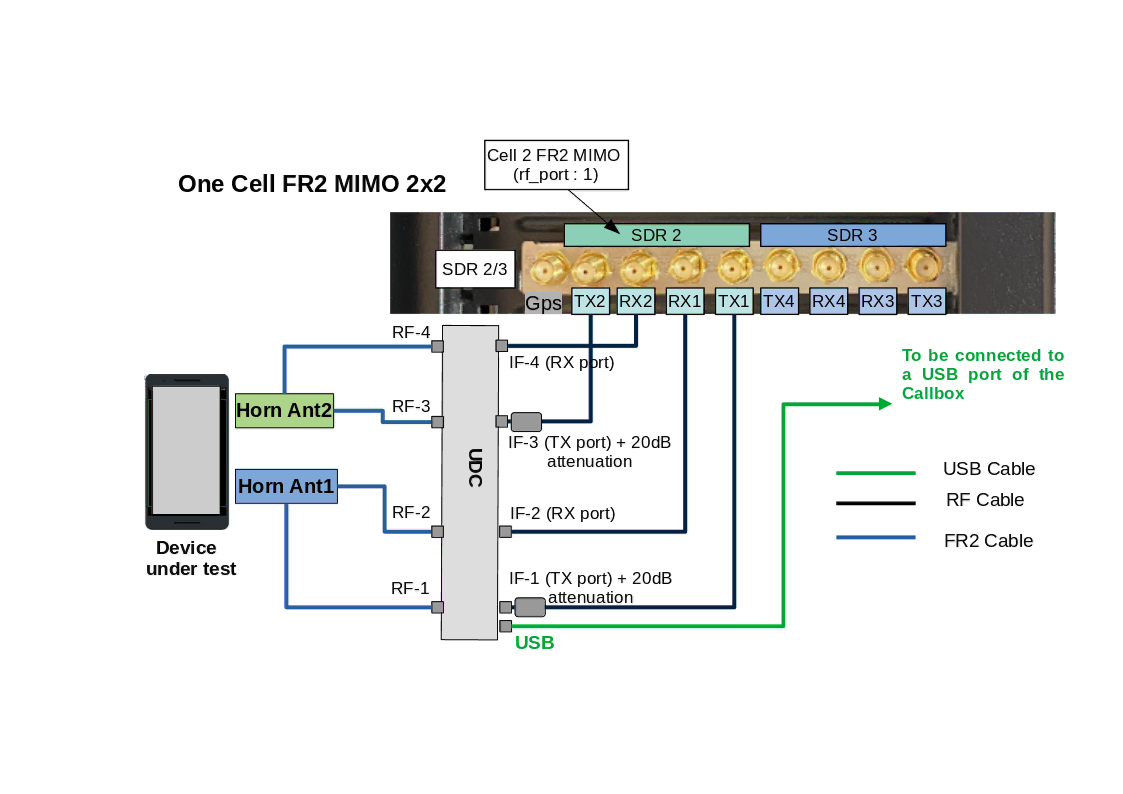 Cell 2 FR2 MIMO
(rf_port : 1)
One Cell FR2 MIMO 2x2
SDR 2
SDR 3
SDR 2/3
Gps
TX2
RX2
RX1
TX1
TX4
RX4
RX3
TX3
RF-4
IF-4 (RX port)
To be connected to
a USB port of the
Callbox
Horn Ant2
RF-3
IF-3 (TX port) + 20dB
attenuation
UDC
Horn Ant1
USB Cable
RF Cable
RF-2
IF-2 (RX port)
FR2 Cable
Device
under test
RF-1
IF-1 (TX port) + 20dB
attenuation
USB